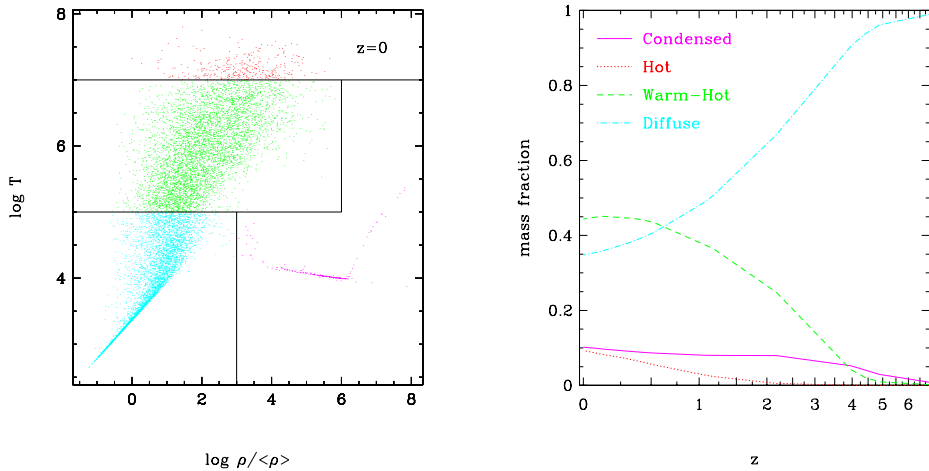 z=0
log T
4
6
8
0
2
4
6
8
log ρ/<ρ>
Condensed
Hot
Warm-Hot
Diffuse
mass fraction
1
0.8
0.6
0.4
0.2
0
0
1
2
3
4
5
6
z